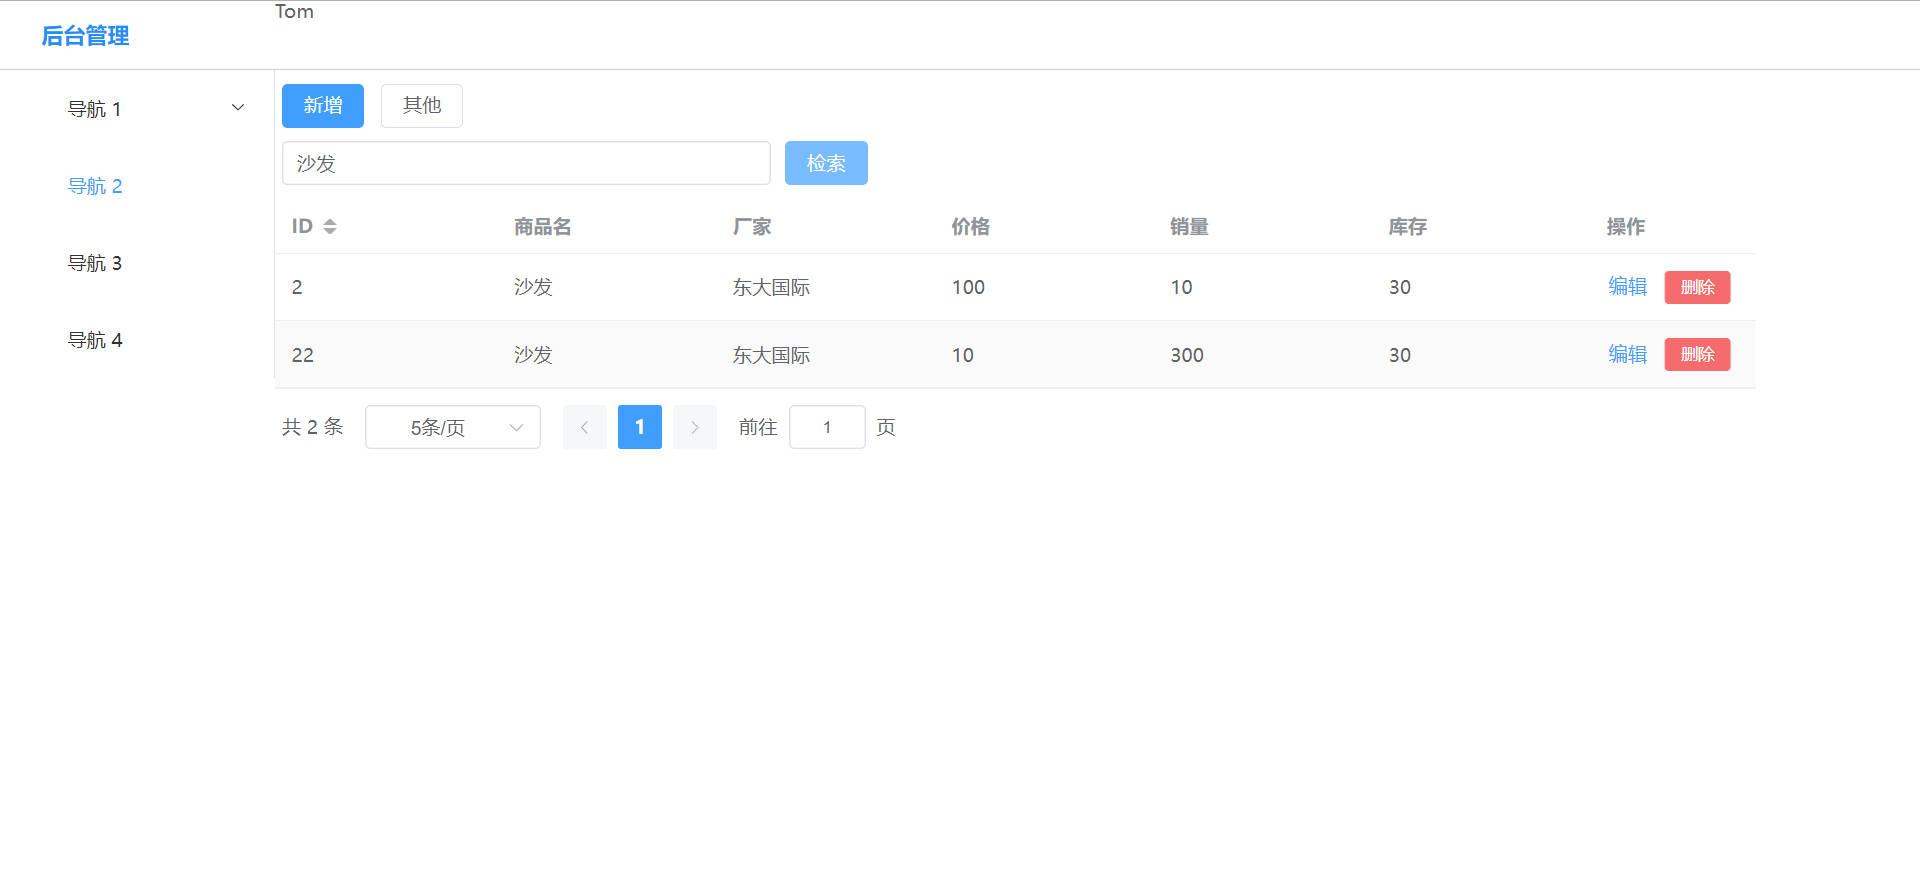 Tom
后台管理
导航 1
导航 2
导航 3
导航 4
新增 其他
沙发 检索
ID 商品名 厂家 价格 销量 库存 操作
2 沙发 东大国际 100 10 30 编辑 删除
22 沙发 东大国际 10 300 30 编辑 删除
共 2 条 5条/页 1 前往 1 页